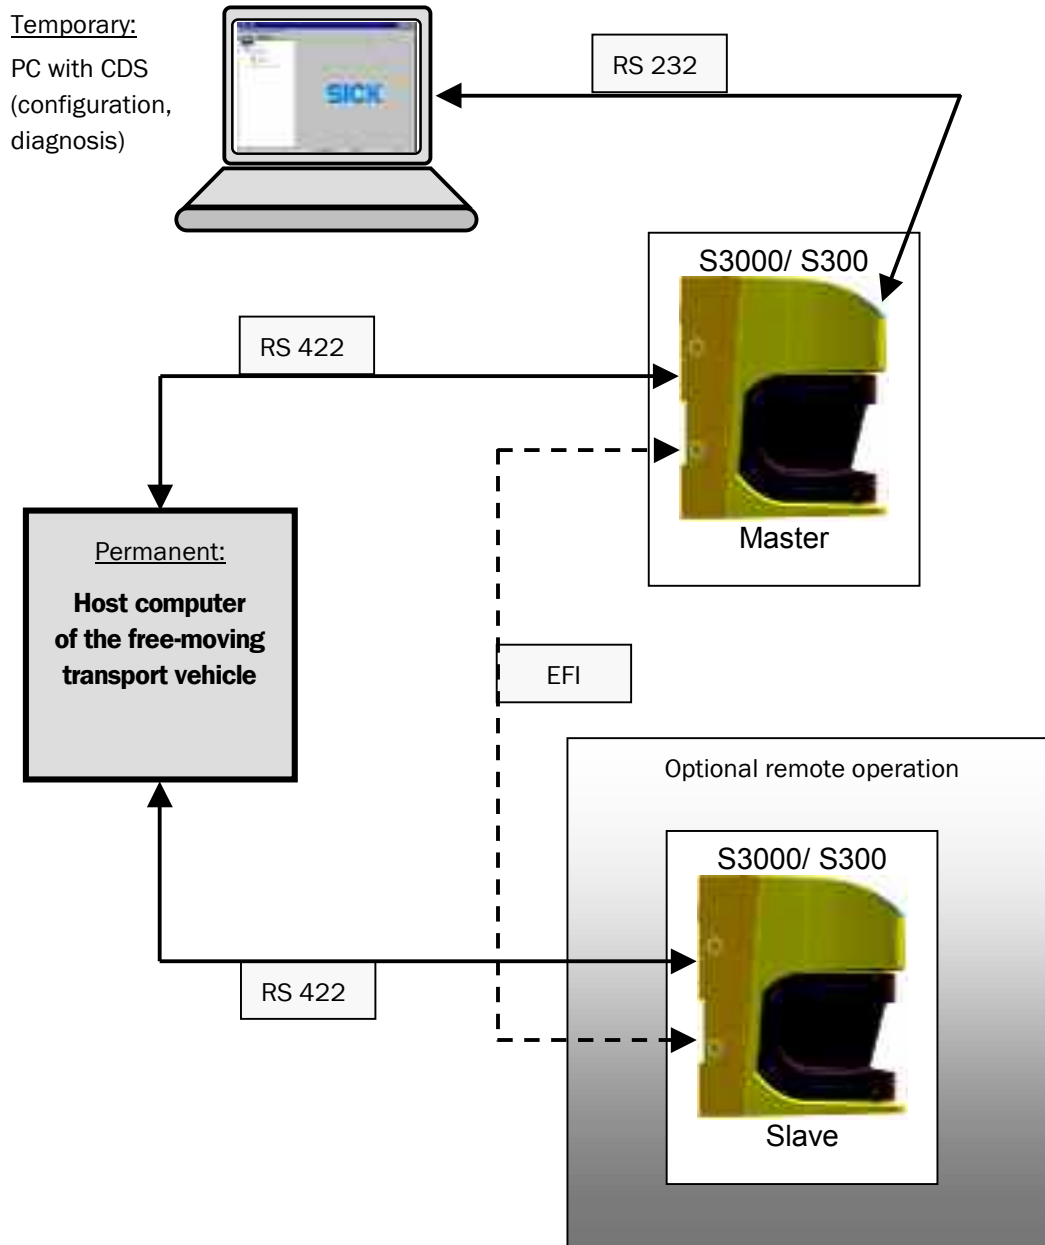 Temporary:
PC with CDS
(configuration,
diagnosis)
SICK
RS 232
S3000/ S300
RS 422
Master
Permanent:
Host computer
of the free-moving
transport vehicle
EFI
Optional remote operation
S3000/ S300
RS 422
Slave